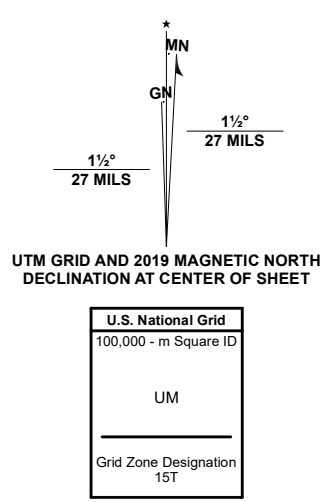 ★
MN
GN
1½°
27 MILS
1½°
27 MILS
UTM GRID AND 2019 MAGNETIC NORTH
DECLINATION AT CENTER OF SHEET
U.S. National Grid
100,000 - m Square ID
UM
Grid Zone Designation
15T